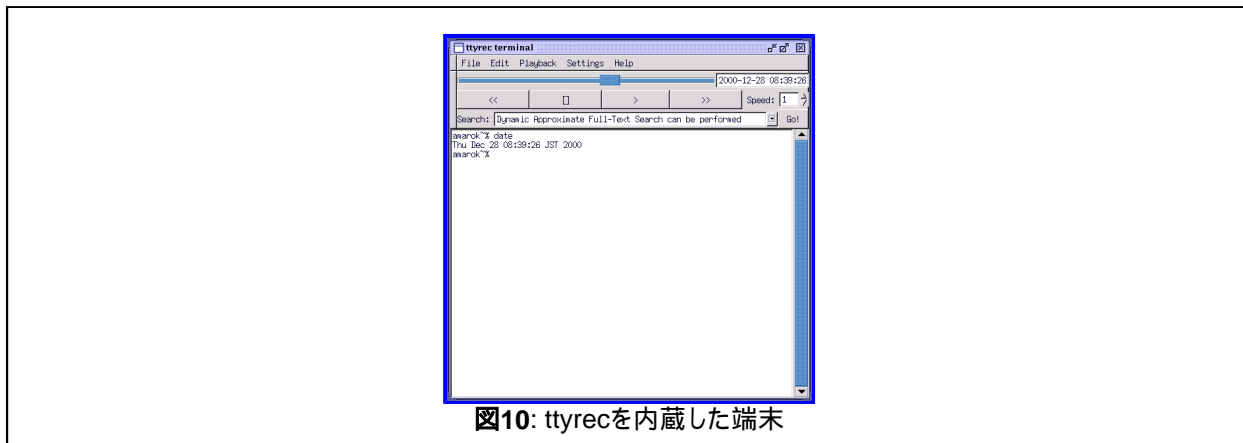 ttyrec terminal
File Edit Playback Settings Help
2000-12-28 08:39:26
<< [] > >> Speed: 1
Search: Dynamic Approximate Full-Text Search can be performed Go!
amarok~% date
Thu Dec 28 08:39:26 JST 2000
amarok~%
図10: ttyrecを内蔵した端末